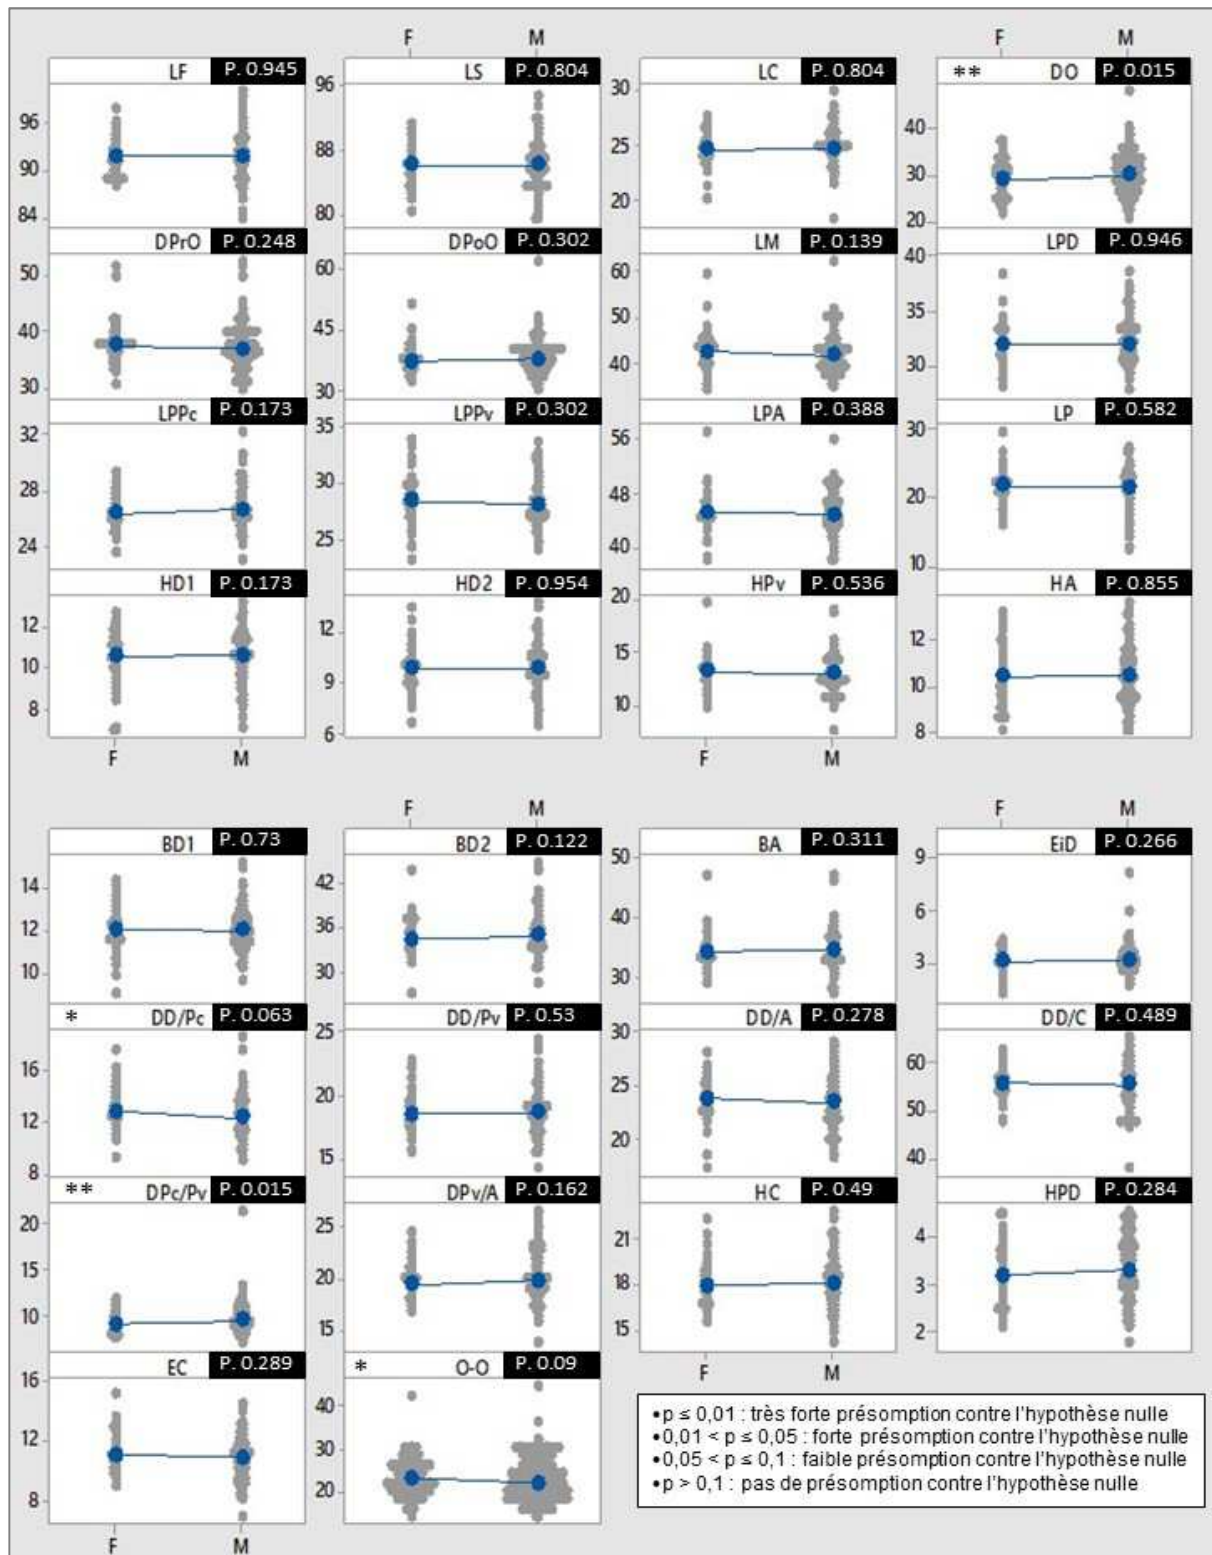 F M F M
LF P. 0.945 LS P. 0.804 LC P. 0.804 ** DO P. 0.015
96 90 84
96 88 80
30 25 20
40 30 20
DPrO P. 0.248 DPoO P. 0.302 LM P. 0.139 LPD P. 0.946
50 40 30
60 45 30
60 50 40
40 35 30
LPPc P. 0.173 LPPv P. 0.302 LPA P. 0.388 LP P. 0.582
32 28 24
35 30 25
56 48 40
30 20 10
HD1 P. 0.173 HD2 P. 0.954 HPv P. 0.536 HA P. 0.855
12 10 8
12 9 6
20 15 10
12 10 8
F M F M
F M F M
BD1 P. 0.73 BD2 P. 0.122 BA P. 0.311 EiD P. 0.266
14 12 10
42 36 30
50 40 30
9 6 3
* DD/Pc P. 0.063 DD/Pv P. 0.53 DD/A P. 0.278 DD/C P. 0.489
16 12 8
25 20 15
30 25 20
60 50 40
** DPc/Pv P. 0.015 DPv/A P. 0.162 HC P. 0.49 HPD P. 0.284
20 15 10
25 20 15
21 18 15
4 3 2
F M
EC P. 0.289 * O-O P. 0.09
16 12 8
40 30 20
F M
•p ≤ 0,01 : très forte présomption contre l'hypothèse nulle
•0,01 < p ≤ 0,05 : forte présomption contre l'hypothèse nulle
•0,05 < p ≤ 0,1 : faible présomption contre l'hypothèse nulle
•p > 0,1 : pas de présomption contre l'hypothèse nulle